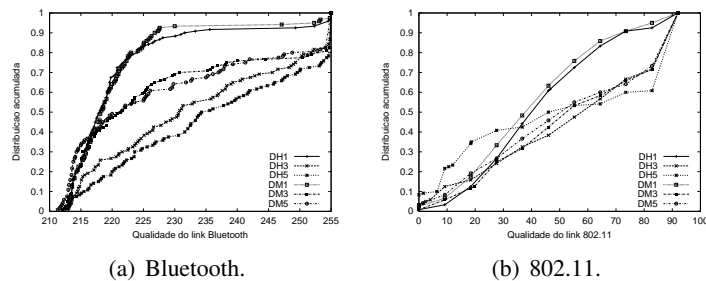 1
0.9
0.8
0.7
0.6
0.5
0.4
0.3
0.2
0.1
0
210 215 220 225 230 235 240 245 250 255
Distribuicao acumulada
Qualidade do link Bluetooth
DH1
DH3
DH5
DM1
DM3
DM5
(a) Bluetooth.
1
0.9
0.8
0.7
0.6
0.5
0.4
0.3
0.2
0.1
0
0 10 20 30 40 50 60 70 80 90 100
Distribuicao acumulada
Qualidade do link 802.11
DH1
DH3
DH5
DM1
DM3
DM5
(b) 802.11.